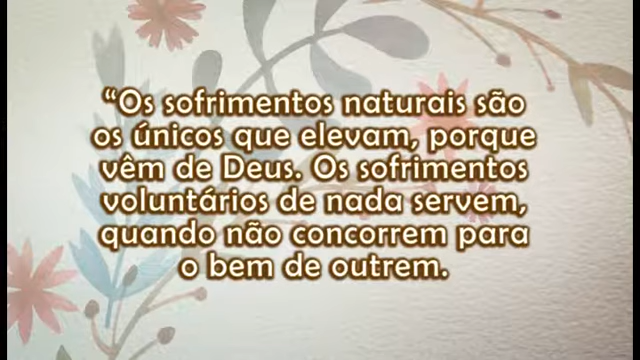 “Os sofrimentos naturais são
os únicos que elevam, porque
vêm de Deus. Os sofrimentos
voluntários de nada servem,
quando não concorrem para
o bem de outrem.